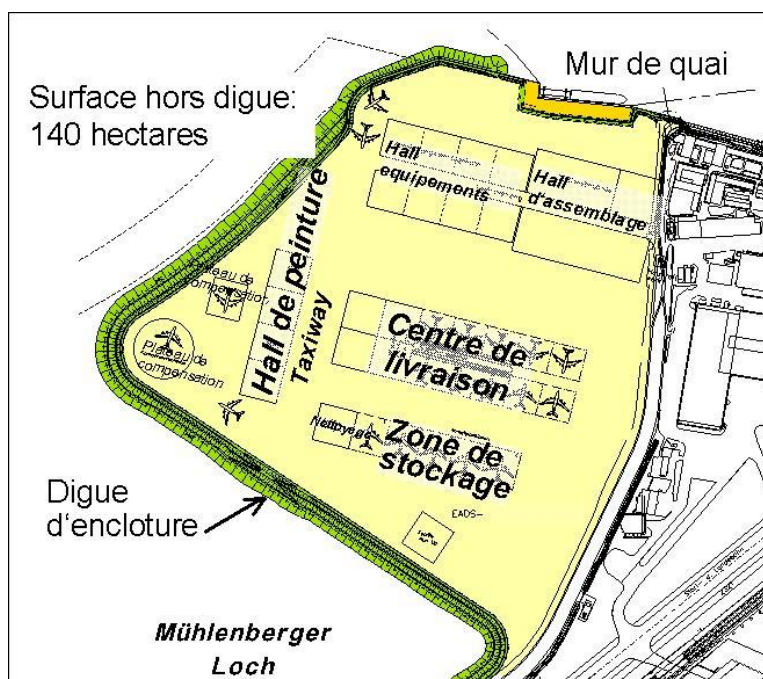 Surface hors digue:
140 hectares
Mur de quai
Hall
equipements
Hall
d'assemblage
Hall de peinture
Taxiway
Plateau de
compensation
Plateau de
compensation
Centre de
livraison
Nettoyage
Zone de
stockage
EADS-
Digue
d'encloture
Mühlenberger
Loch